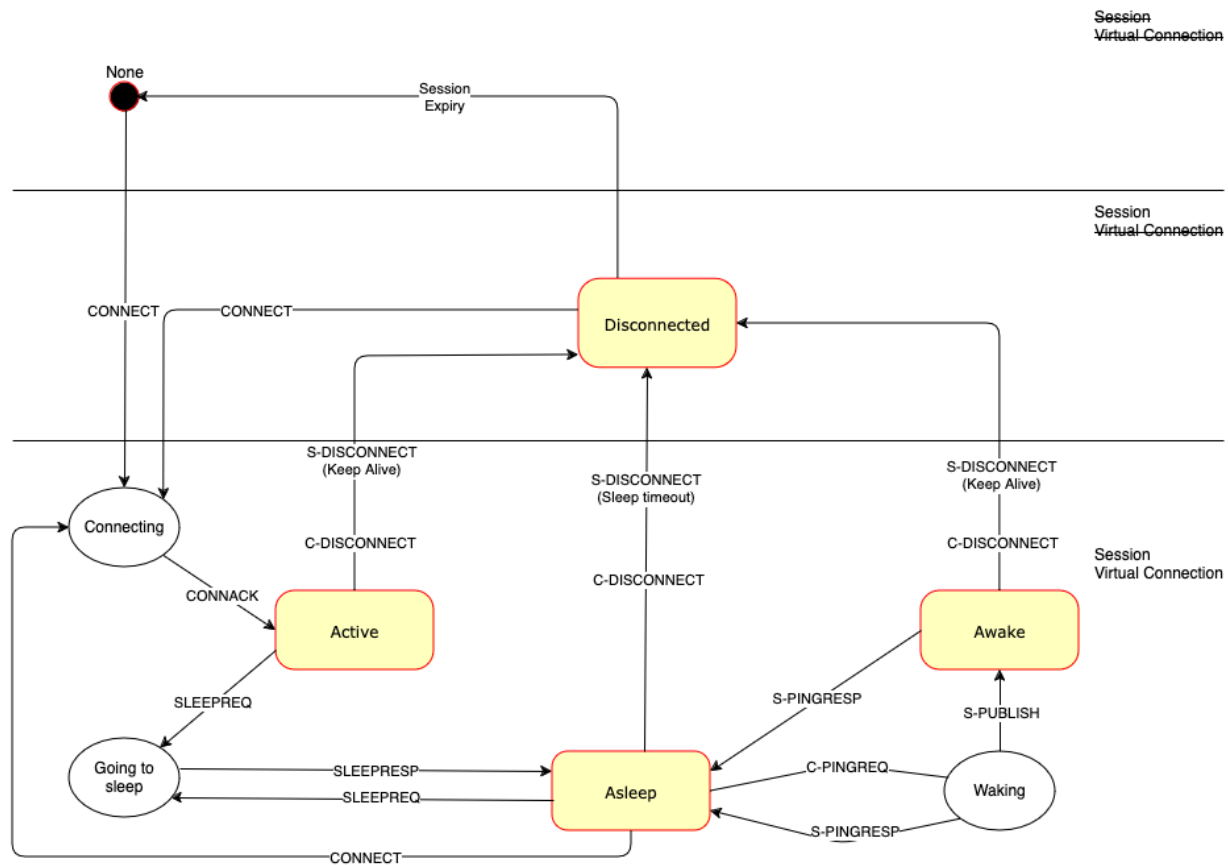 Session
Virtual Connection
None
Session
Expiry
Session
Virtual Connection
CONNECT
CONNECT
Disconnected
S-DISCONNECT
(Keep Alive)
S-DISCONNECT
(Sleep timeout)
S-DISCONNECT
(Keep Alive)
Connecting
C-DISCONNECT
C-DISCONNECT
C-DISCONNECT
Session
Virtual Connection
CONNACK
Active
Awake
SLEEPREQ
S-PINGRESP
S-PUBLISH
Going to
sleep
SLEEPRESP
SLEEPREQ
Asleep
C-PINGREQ
Waking
S-PINGRESP
CONNECT